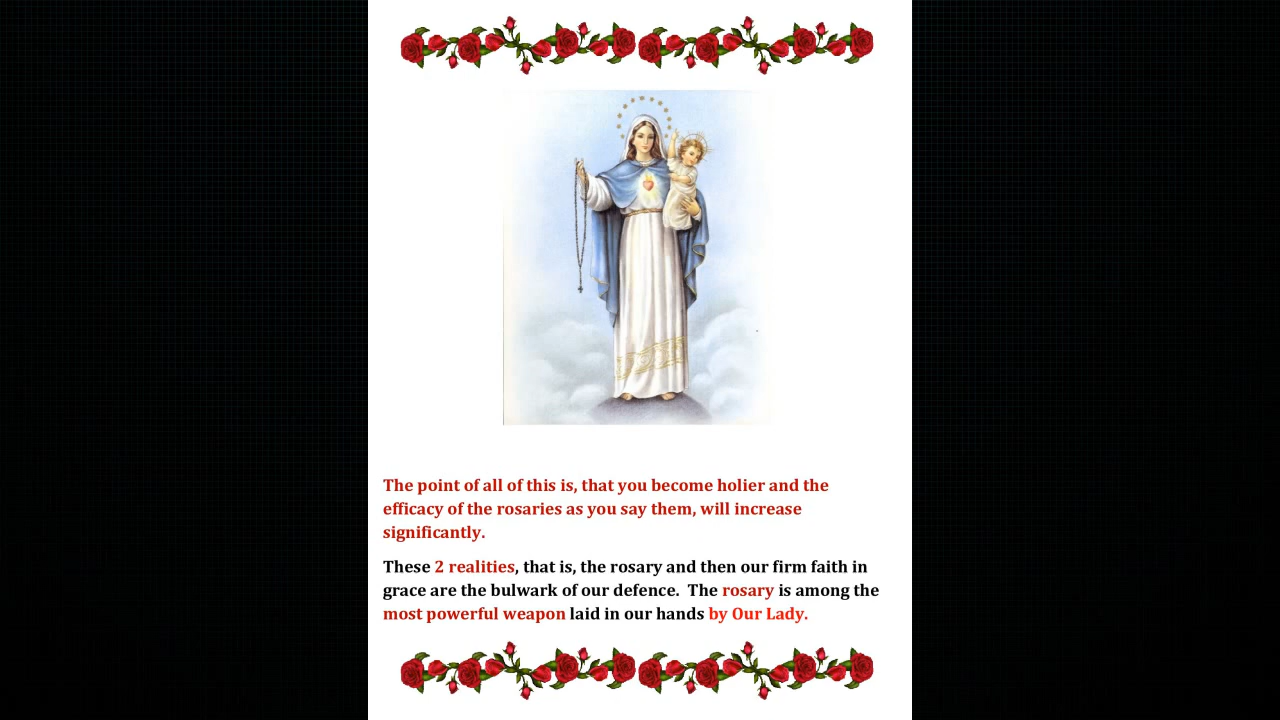 The point of all of this is, that you become holier and the
efficacy of the rosaries as you say them, will increase
significantly.
These 2 realities, that is, the rosary and then our firm faith in
grace are the bulwark of our defence.  The rosary is among the
most powerful weapon laid in our hands by Our Lady.